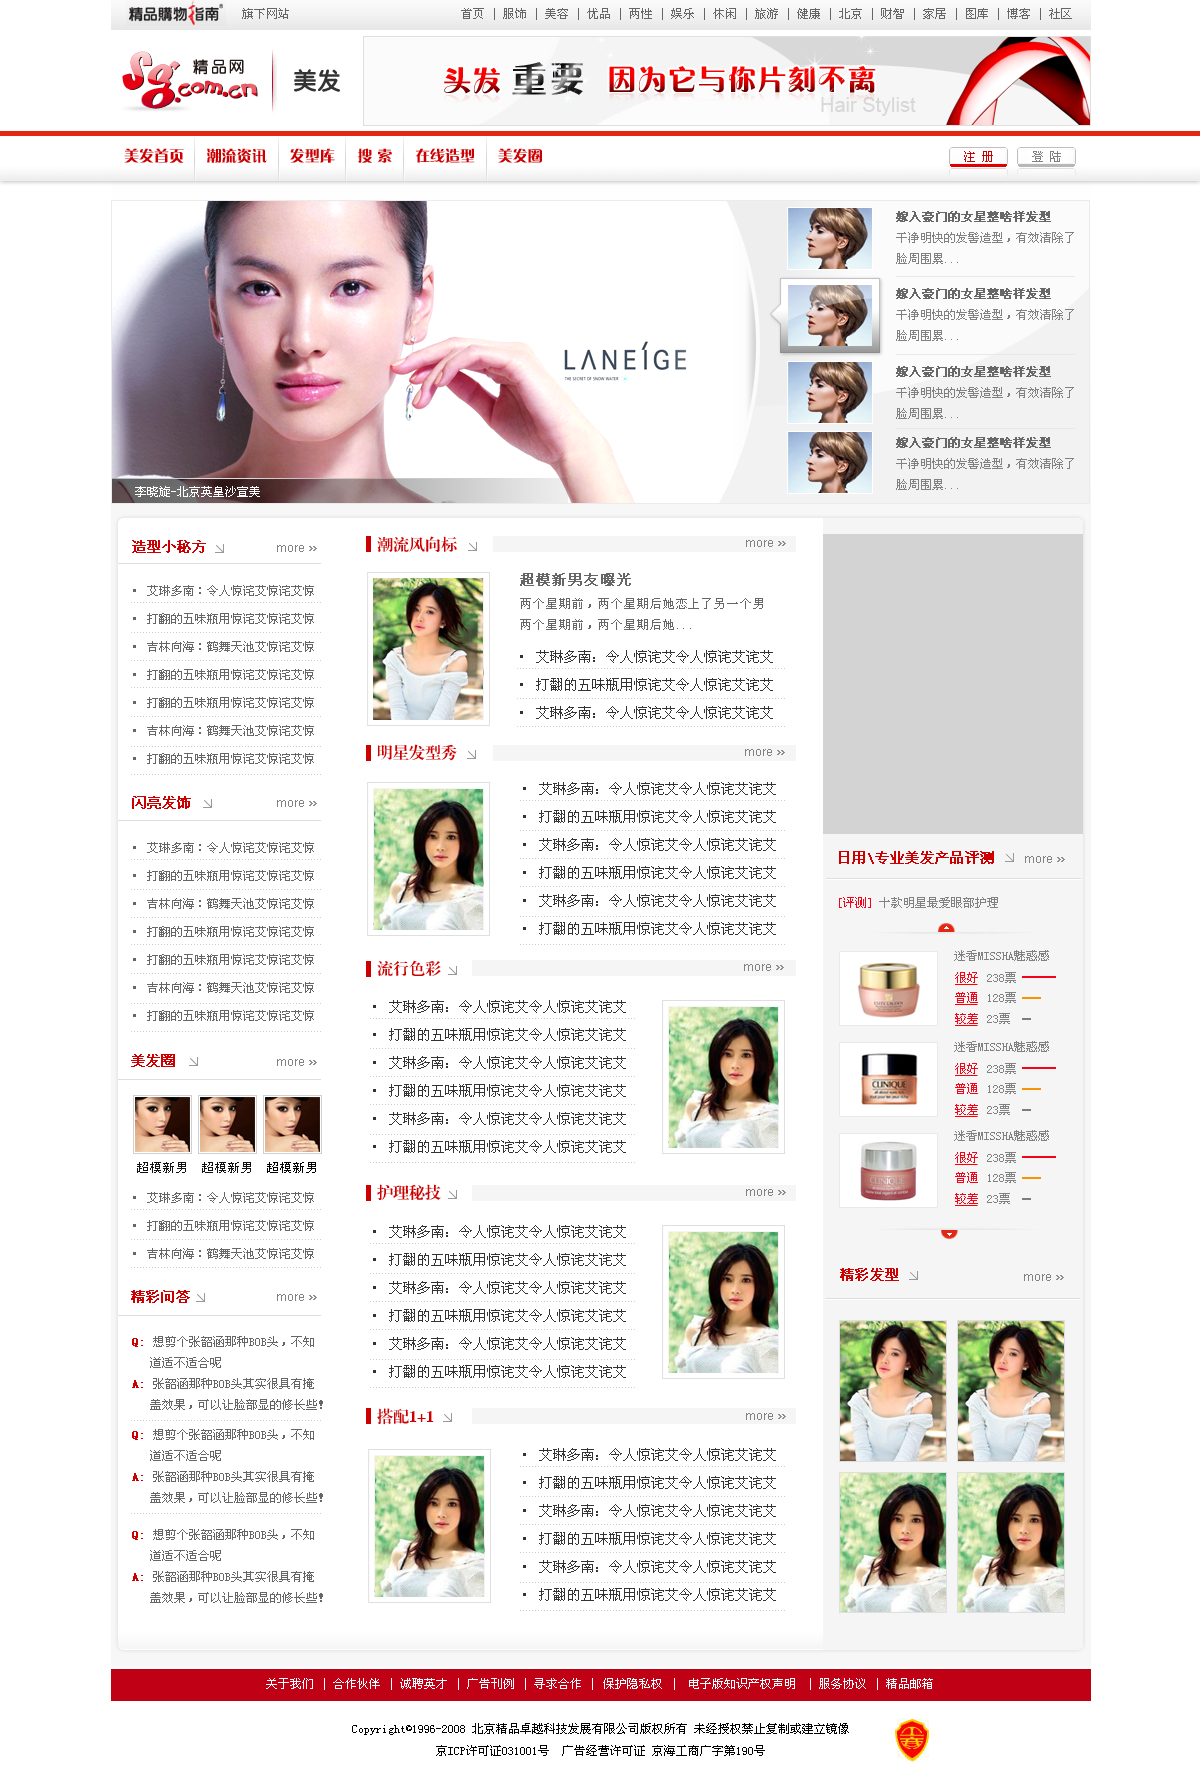 精品購物指南 旗下网站 首页 | 服饰 | 美容 | 优品 | 两性 | 娱乐 | 休闲 | 旅游 | 健康 | 北京 | 财智 | 家居 | 图库 | 博客 | 社区
精品网
sg.com.cn
美发
头发 重要 因为它与你片刻不离
Hair Stylist
美发首页 潮流资讯 发型库 搜 索 在线造型 美发圈 注 册 登 陆
LANEIGE
THE SECRET OF SNOW WATER
李晓旋-北京英皇沙宣美
嫁入豪门的女星整啥样发型
干净明快的发髻造型，有效清除了
脸周围累...
嫁入豪门的女星整啥样发型
干净明快的发髻造型，有效清除了
脸周围累...
嫁入豪门的女星整啥样发型
干净明快的发髻造型，有效清除了
脸周围累...
嫁入豪门的女星整啥样发型
干净明快的发髻造型，有效清除了
脸周围累...
造型小秘方 more »
· 艾琳多南：令人惊诧艾惊诧艾惊
· 打翻的五味瓶用惊诧艾惊诧艾惊
· 吉林向海：鹤舞天池艾惊诧艾惊
· 打翻的五味瓶用惊诧艾惊诧艾惊
· 打翻的五味瓶用惊诧艾惊诧艾惊
· 吉林向海：鹤舞天池艾惊诧艾惊
· 打翻的五味瓶用惊诧艾惊诧艾惊
闪亮发饰 more »
· 艾琳多南：令人惊诧艾惊诧艾惊
· 打翻的五味瓶用惊诧艾惊诧艾惊
· 吉林向海：鹤舞天池艾惊诧艾惊
· 打翻的五味瓶用惊诧艾惊诧艾惊
· 打翻的五味瓶用惊诧艾惊诧艾惊
· 吉林向海：鹤舞天池艾惊诧艾惊
· 打翻的五味瓶用惊诧艾惊诧艾惊
美发圈 more »
超模新男 超模新男 超模新男
· 艾琳多南：令人惊诧艾惊诧艾惊
· 打翻的五味瓶用惊诧艾惊诧艾惊
· 吉林向海：鹤舞天池艾惊诧艾惊
精彩问答 more »
Q: 想剪个张韶涵那种BOB头，不知
道适不适合呢
A: 张韶涵那种BOB头其实很具有掩
盖效果，可以让脸部显的修长些!
Q: 想剪个张韶涵那种BOB头，不知
道适不适合呢
A: 张韶涵那种BOB头其实很具有掩
盖效果，可以让脸部显的修长些!
Q: 想剪个张韶涵那种BOB头，不知
道适不适合呢
A: 张韶涵那种BOB头其实很具有掩
盖效果，可以让脸部显的修长些!
潮流风向标 more »
超模新男友曝光
两个星期前，两个星期后她恋上了另一个男
两个星期前，两个星期后她...
· 艾琳多南：令人惊诧艾令人惊诧艾诧艾
· 打翻的五味瓶用惊诧艾令人惊诧艾诧艾
· 艾琳多南：令人惊诧艾令人惊诧艾诧艾
明星发型秀 more »
· 艾琳多南：令人惊诧艾令人惊诧艾诧艾
· 打翻的五味瓶用惊诧艾令人惊诧艾诧艾
· 艾琳多南：令人惊诧艾令人惊诧艾诧艾
· 打翻的五味瓶用惊诧艾令人惊诧艾诧艾
· 艾琳多南：令人惊诧艾令人惊诧艾诧艾
· 打翻的五味瓶用惊诧艾令人惊诧艾诧艾
流行色彩 more »
· 艾琳多南：令人惊诧艾令人惊诧艾诧艾
· 打翻的五味瓶用惊诧艾令人惊诧艾诧艾
· 艾琳多南：令人惊诧艾令人惊诧艾诧艾
· 打翻的五味瓶用惊诧艾令人惊诧艾诧艾
· 艾琳多南：令人惊诧艾令人惊诧艾诧艾
· 打翻的五味瓶用惊诧艾令人惊诧艾诧艾
护理秘技 more »
· 艾琳多南：令人惊诧艾令人惊诧艾诧艾
· 打翻的五味瓶用惊诧艾令人惊诧艾诧艾
· 艾琳多南：令人惊诧艾令人惊诧艾诧艾
· 打翻的五味瓶用惊诧艾令人惊诧艾诧艾
· 艾琳多南：令人惊诧艾令人惊诧艾诧艾
· 打翻的五味瓶用惊诧艾令人惊诧艾诧艾
搭配1+1 more »
· 艾琳多南：令人惊诧艾令人惊诧艾诧艾
· 打翻的五味瓶用惊诧艾令人惊诧艾诧艾
· 艾琳多南：令人惊诧艾令人惊诧艾诧艾
· 打翻的五味瓶用惊诧艾令人惊诧艾诧艾
· 艾琳多南：令人惊诧艾令人惊诧艾诧艾
· 打翻的五味瓶用惊诧艾令人惊诧艾诧艾
日用\专业美发产品评测 more »
[评测] 十款明星最爱眼部护理
迷香MISSHA魅惑感
很好 238票
普通 128票
较差 23票
CLINIQUE
迷香MISSHA魅惑感
很好 238票
普通 128票
较差 23票
CLINIQUE
迷香MISSHA魅惑感
很好 238票
普通 128票
较差 23票
精彩发型 more »
关于我们 | 合作伙伴 | 诚聘英才 | 广告刊例 | 寻求合作 | 保护隐私权 | 电子版知识产权声明 | 服务协议 | 精品邮箱
Copyright©1996-2008 北京精品卓越科技发展有限公司版权所有 未经授权禁止复制或建立镜像
京ICP许可证031001号 广告经营许可证 京海工商广字第190号